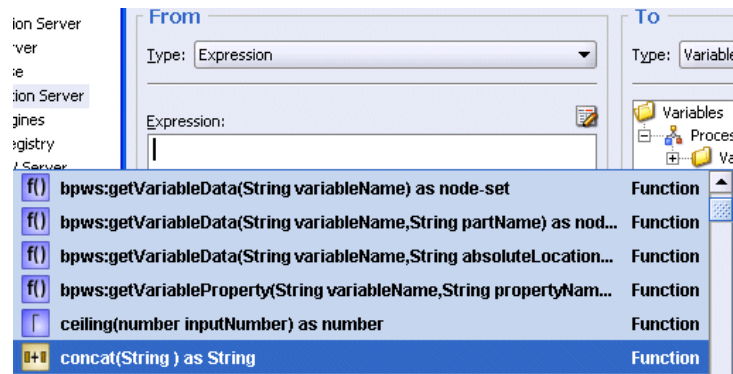 ion Server
rver
se
tion Server
gines
egistry
/ Server
From
Type: Expression
Expression:
To
Type: Variable
Variables
Proces
Va
bpws:getVariableData(String variableName) as node-set Function
bpws:getVariableData(String variableName,String partName) as nod... Function
bpws:getVariableData(String variableName,String absoluteLocation... Function
bpws:getVariableProperty(String variableName,String propertyNam... Function
ceiling(number inputNumber) as number Function
concat(String ) as String Function